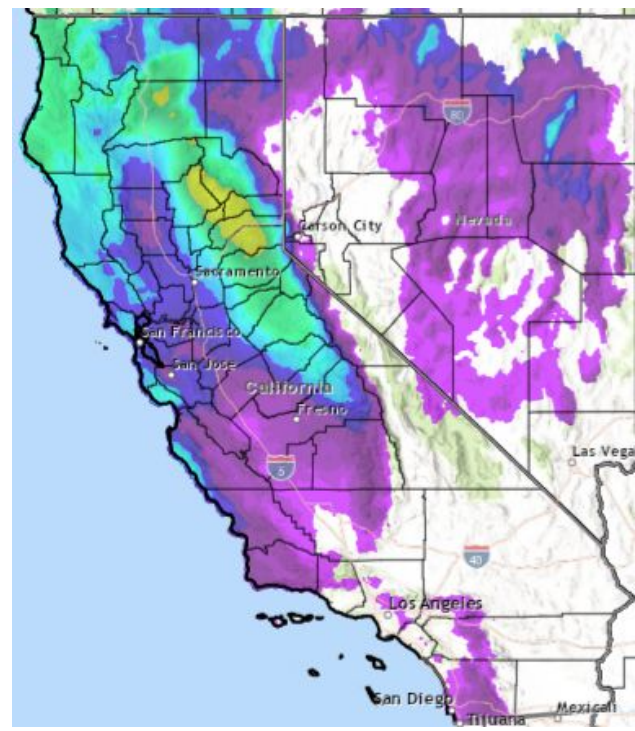 80
Nevada
Carson City
Sacramento
San Francisco
San Jose
California
Fresno
Las Vega
5
40
Los Angeles
San Diego
Mexicali
Tijuana